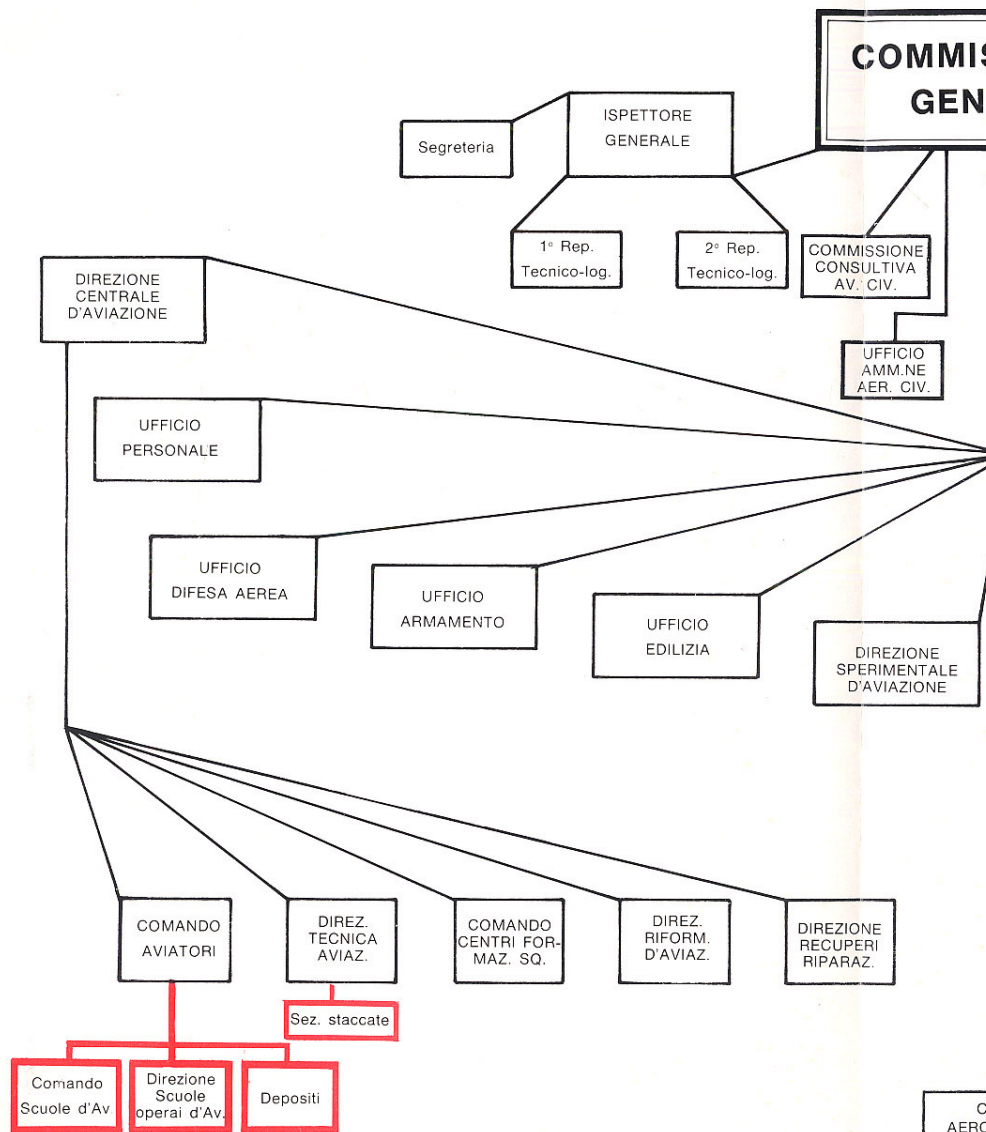 COMMIS
GEN
ISPETTORE
GENERALE
Segreteria
1° Rep.
Tecnico-log.
2° Rep.
Tecnico-log.
COMMISSIONE
CONSULTIVA
AV. CIV.
DIREZIONE
CENTRALE
D'AVIAZIONE
UFFICIO
AMM.NE
AER. CIV.
UFFICIO
PERSONALE
UFFICIO
DIFESA AEREA
UFFICIO
ARMAMENTO
UFFICIO
EDILIZIA
DIREZIONE
SPERIMENTALE
D'AVIAZIONE
COMANDO
AVIATORI
DIREZ.
TECNICA
AVIAZ.
COMANDO
CENTRI FOR-
MAZ. SQ.
DIREZ.
RIFORM.
D'AVIAZ.
DIREZIONE
RECUPERI
RIPARAZ.
Sez. staccate
Comando
Scuole d'Av.
Direzione
Scuole
operai d'Av.
Depositi
C
AERO